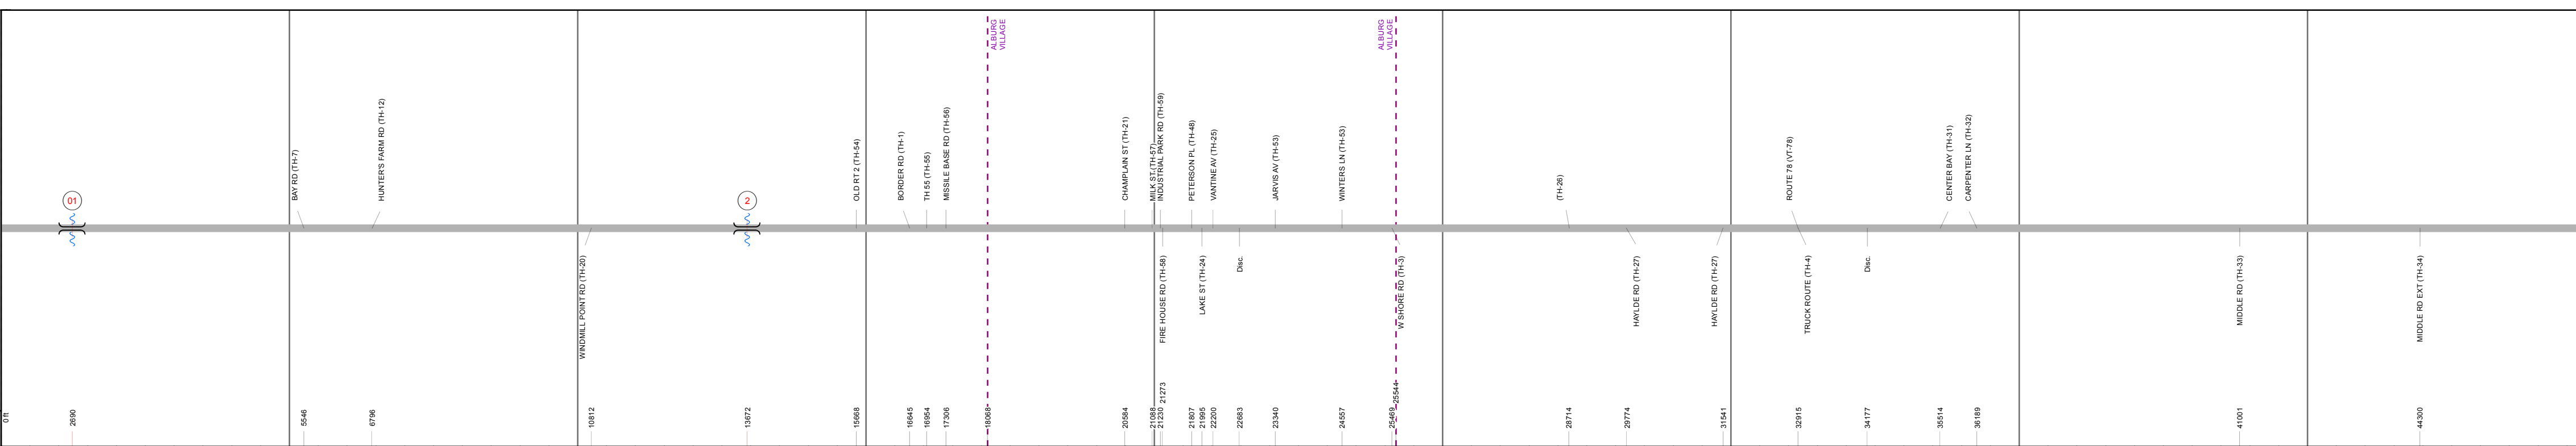 ALBURG
VILLAGE
ALBURG
VILLAGE
BAY RD (TH-7)
HUNTER'S FARM RD (TH-12)
OLD RT 2 (TH-54)
BORDER RD (TH-1)
TH 55 (TH-55)
MISSILE BASE RD (TH-56)
CHAMPLAIN ST (TH-21)
MILK ST.(TH-57)
INDUSTRIAL PARK RD (TH-59)
PETERSON PL (TH-48)
VANTINE AV (TH-25)
JARVIS AV (TH-53)
WINTERS LN (TH-53)
(TH-26)
ROUTE 78 (VT-78)
CENTER BAY (TH-31)
CARPENTER LN (TH-32)
01
2
WINDMILL POINT RD (TH-20)
FIRE HOUSE RD (TH-58)
LAKE ST (TH-24)
Disc.
W SHORE RD (TH-3)
HAYLDE RD (TH-27)
HAYLDE RD (TH-27)
TRUCK ROUTE (TH-4)
Disc.
MIDDLE RD (TH-33)
MIDDLE RD EXT (TH-34)
0 ft
2690
5546
6796
10812
13672
15668
16645
16954
17306
18068
20584
21088
21230
21273
21807
21995
22200
22683
23340
24557
25469
25544
28714
29774
31541
32915
34177
35514
36189
41001
44300